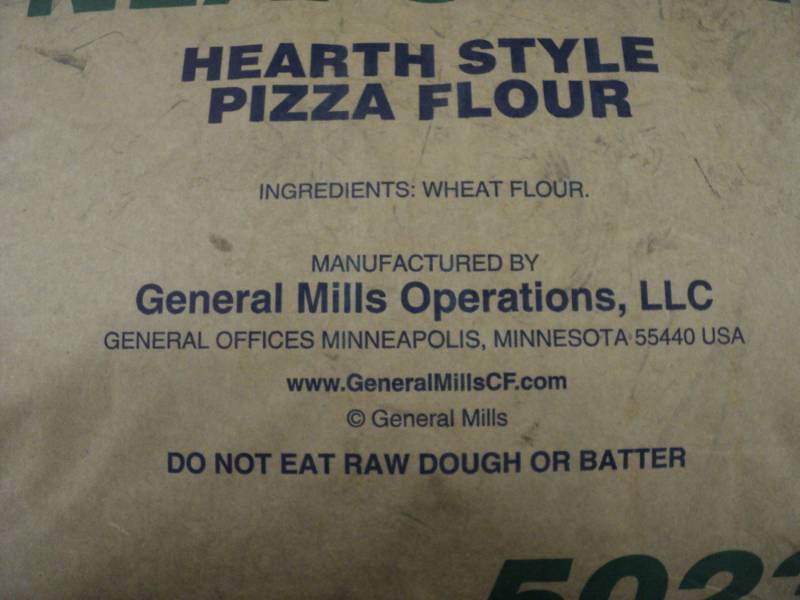 HEARTH STYLE
PIZZA FLOUR
INGREDIENTS: WHEAT FLOUR.
MANUFACTURED BY
General Mills Operations, LLC
GENERAL OFFICES MINNEAPOLIS, MINNESOTA 55440 USA
www.GeneralMillsCF.com
© General Mills
DO NOT EAT RAW DOUGH OR BATTER